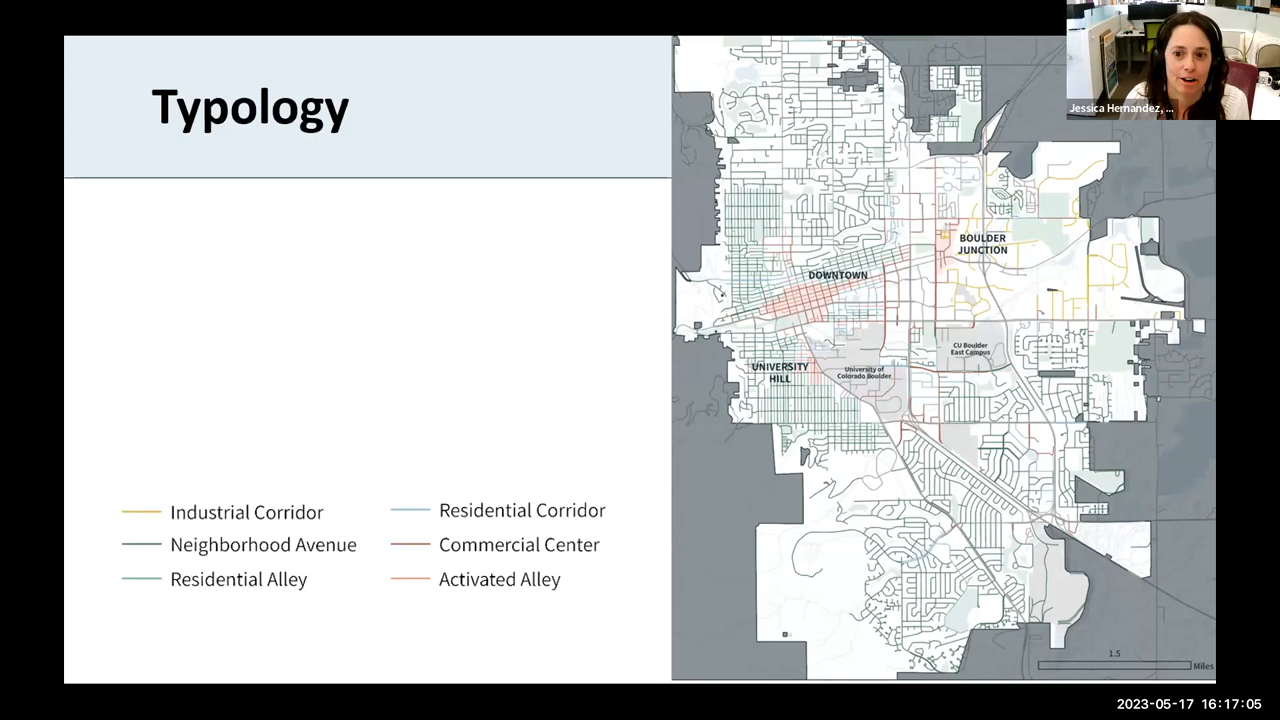 Typology
Jessica Hernandez, ...
BOULDER
JUNCTION
DOWNTOWN
CU Boulder
East Campus
UNIVERSITY
HILL
University of
Colorado Boulder
Industrial Corridor
Residential Corridor
Neighborhood Avenue
Commercial Center
Residential Alley
Activated Alley
1.5
Miles
2023-05-17 16:17:05